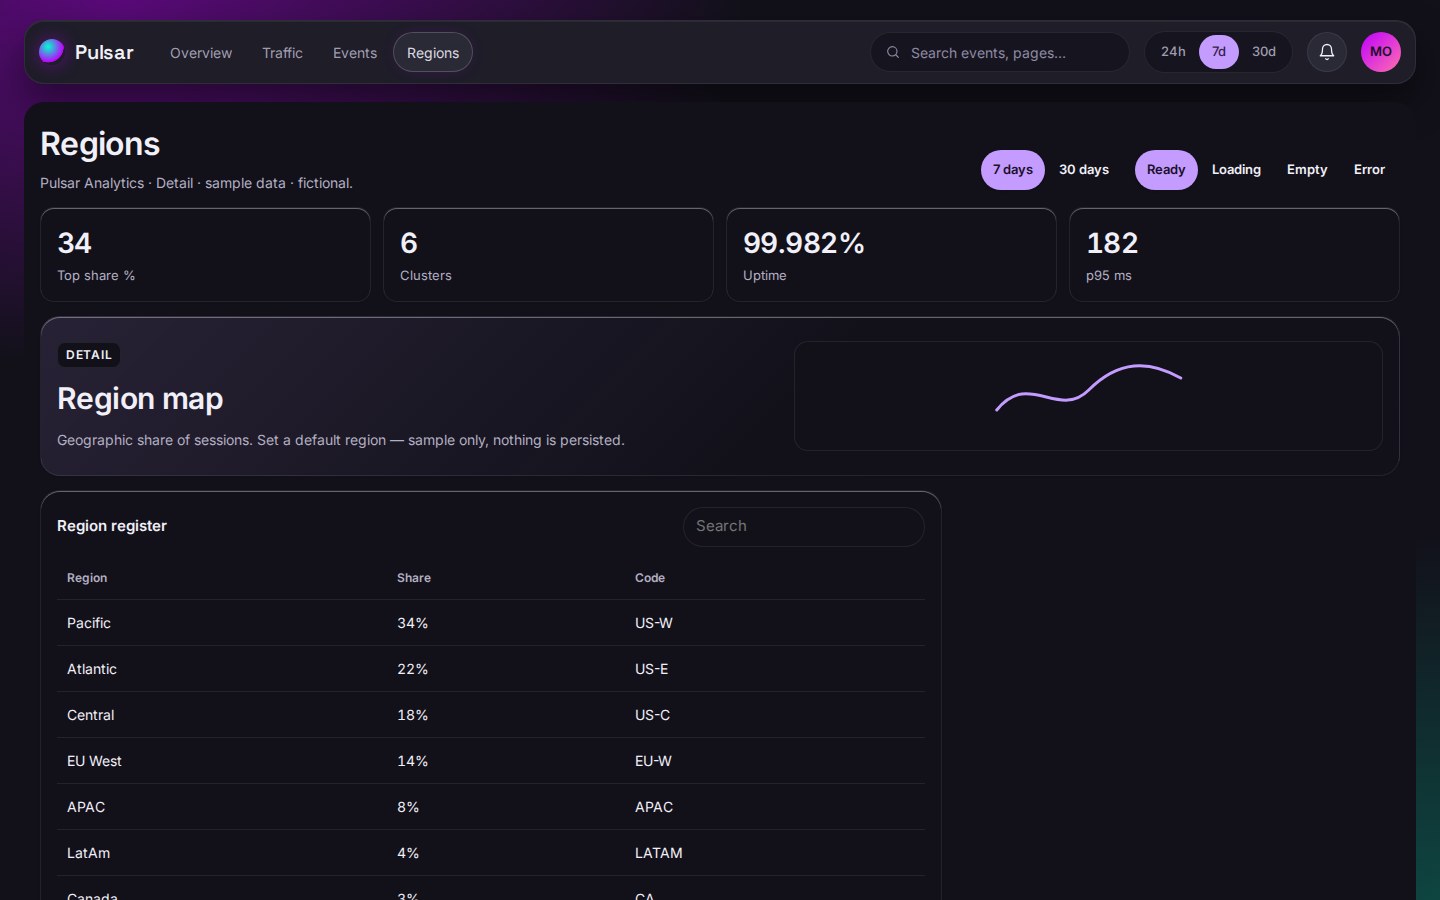 Pulsar Overview Traffic Events Regions Search events, pages... 24h 7d 30d MO
Regions
Pulsar Analytics · Detail · sample data · fictional.
7 days 30 days Ready Loading Empty Error
34 6 99.982% 182
Top share % Clusters Uptime p95 ms
DETAIL
Region map
Geographic share of sessions. Set a default region — sample only, nothing is persisted.
Region register Search
Region Share Code
Pacific 34% US-W
Atlantic 22% US-E
Central 18% US-C
EU West 14% EU-W
APAC 8% APAC
LatAm 4% LATAM
Canada 3% CA